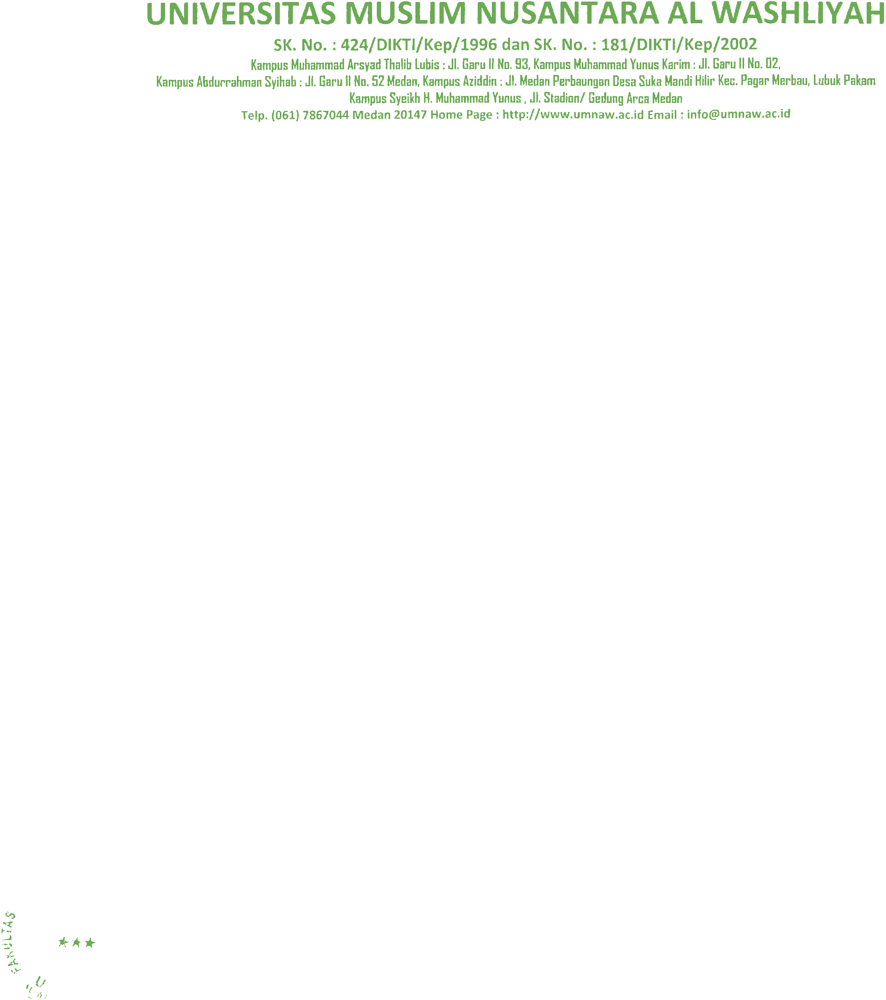 UNIVERSITAS MUSLIM NUSANTARA AL WASHLIYAH
SK. No. : 424/DIKTI/Kep/1996 dan SK. No. : 181/DIKTI/Kep/2002
Kampus Muhammad Arsyad Thalib Lubis : Jl. Garu II No. 93, Kampus Muhammad Yunus Karim : Jl. Garu II No. 02,
Kampus Abdurrahman Syihab : Jl. Garu II No. 52 Medan, Kampus Aziddin : Jl. Medan Perbaungan Desa Suka Mandi Hilir Kec. Pagar Merbau, Lubuk Pakam
Kampus Syeikh H. Muhammad Yunus , Jl. Stadion/ Gedung Arca Medan
Telp. (061) 7867044 Medan 20147 Home Page : http://www.umnaw.ac.id Email : info@umnaw.ac.id
FAKULTAS